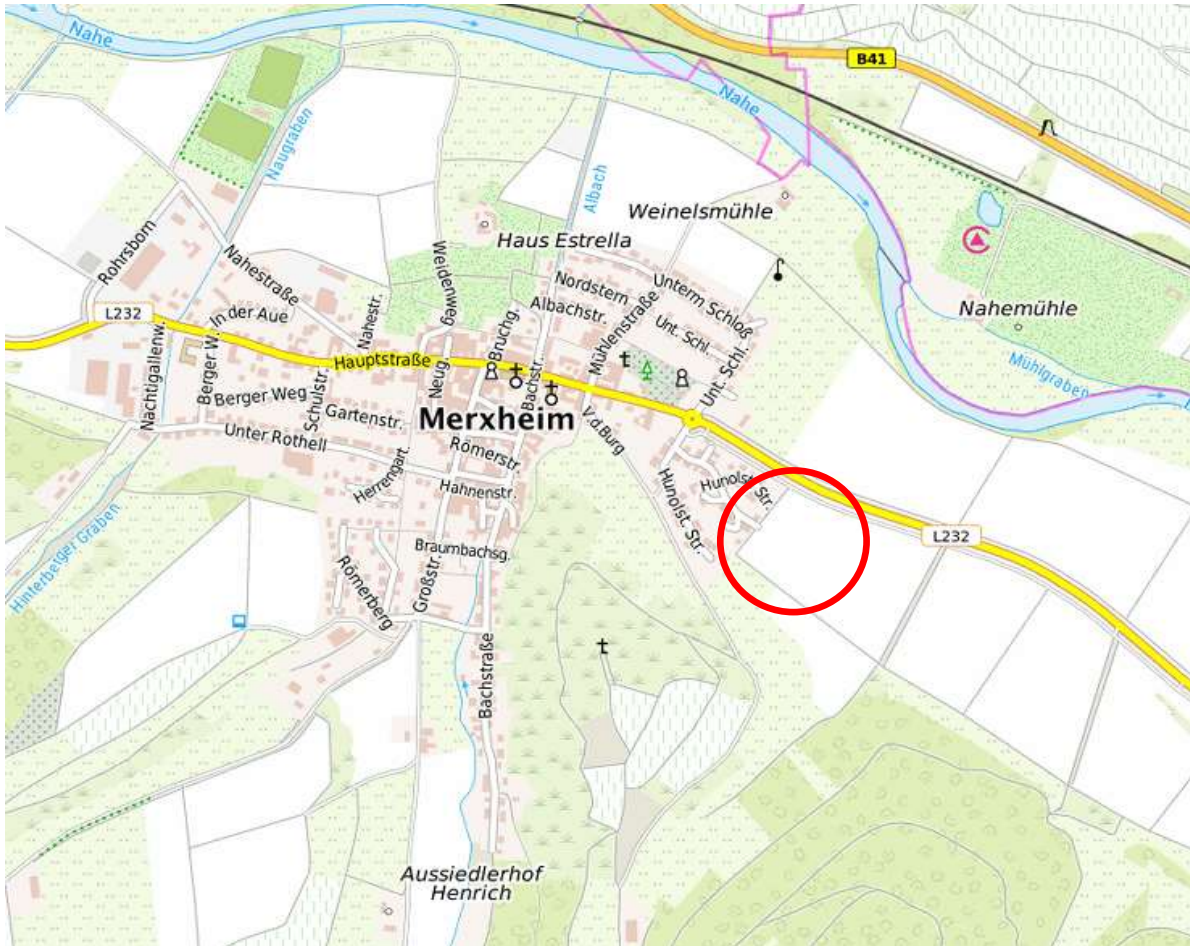 Nahe
B41
Nahe
Naugraben
Albach
Weinelsmühle
Haus Estrella
Rohrsborn
Nahestraße
Weidenweg
Nordstern
Unterm Schloß
Albachstr.
Mühlenstraße
Unt. Schl.
Nahemühle
L232
In der Aue
Nahestr.
Bruchg.
Mühlgraben
Hauptstraße
Unt. Schl.
Nachtigallenw.
Berger W.
Schulstr.
Neug.
Bachstr.
Berger Weg
Gartenstr.
Merxheim
V.d.Burg
Unter Rothell
Römerstr.
Herrengart.
Hahnenstr.
Hunolst. Str.
Hunolst. Str.
L232
Hinterberger Graben
Braumbachsg.
Römerberg
Großstr.
Bachstraße
Aussiedlerhof
Henrich